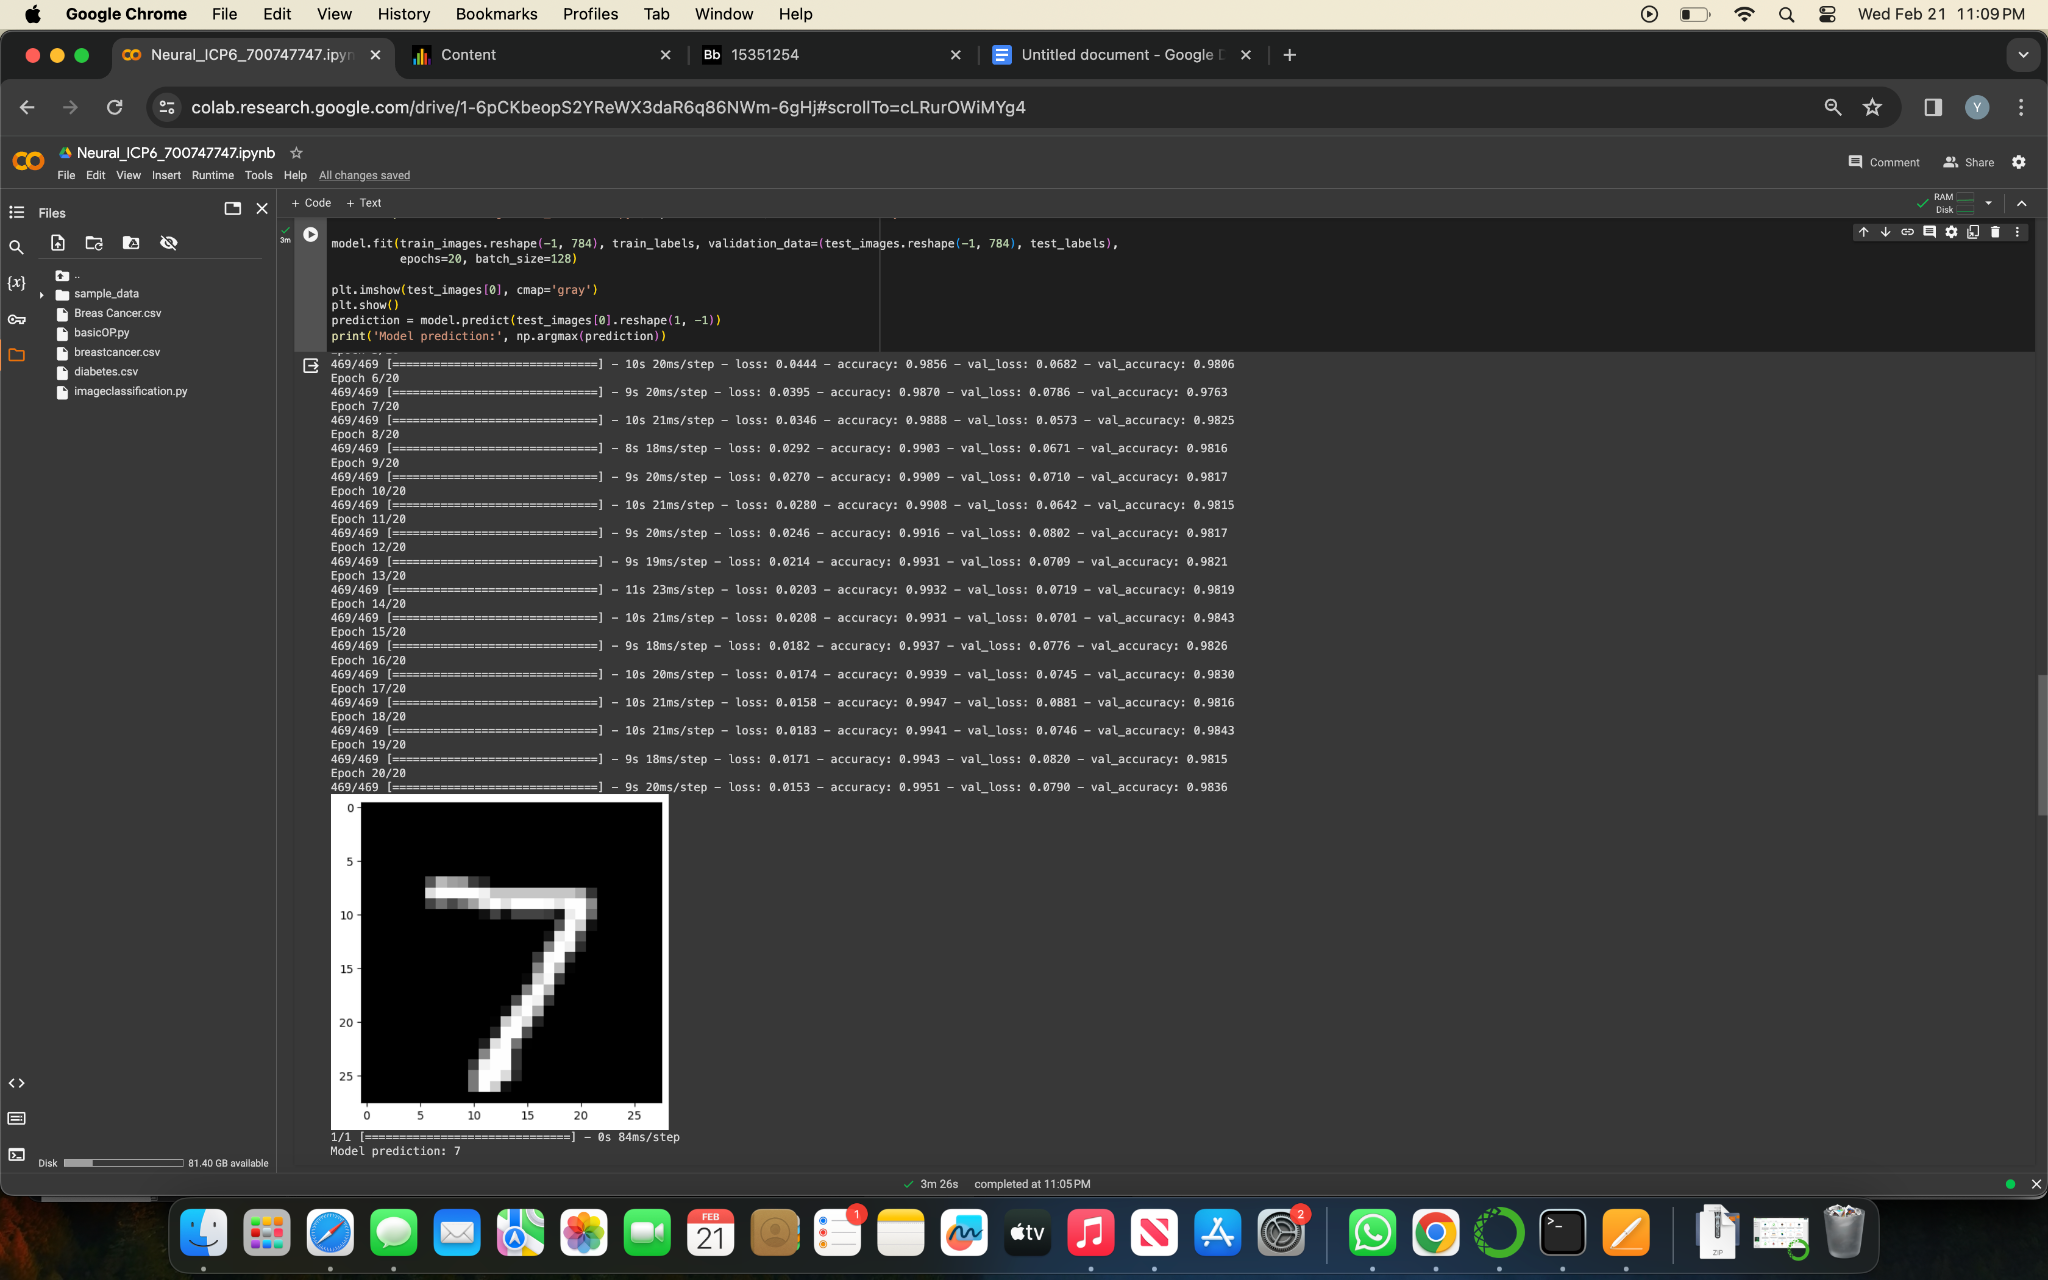 Google Chrome File Edit View History Bookmarks Profiles Tab Window Help Wed Feb 21 11:09 PM
Neural_ICP6_700747747.ipyn Content Bb 15351254 Untitled document - Google D
colab.research.google.com/drive/1-6pCKbeopS2YReWX3daR6q86NWm-6gHj#scrollTo=cLRurOWiMYg4 Y
Neural_ICP6_700747747.ipynb Comment Share
File Edit View Insert Runtime Tools Help All changes saved
Files + Code + Text RAM
Disk
3m
model.fit(train_images.reshape(-1, 784), train_labels, validation_data=(test_images.reshape(-1, 784), test_labels),
epochs=20, batch_size=128)
plt.imshow(test_images[0], cmap='gray')
plt.show()
prediction = model.predict(test_images[0].reshape(1, -1))
print('Model prediction:', np.argmax(prediction))
{x}
..
sample_data
Breas Cancer.csv
basicOP.py
breastcancer.csv
diabetes.csv
imageclassification.py
469/469 [==============================] - 10s 20ms/step - loss: 0.0444 - accuracy: 0.9856 - val_loss: 0.0682 - val_accuracy: 0.9806
Epoch 6/20
469/469 [==============================] - 9s 20ms/step - loss: 0.0395 - accuracy: 0.9870 - val_loss: 0.0786 - val_accuracy: 0.9763
Epoch 7/20
469/469 [==============================] - 10s 21ms/step - loss: 0.0346 - accuracy: 0.9888 - val_loss: 0.0573 - val_accuracy: 0.9825
Epoch 8/20
469/469 [==============================] - 8s 18ms/step - loss: 0.0292 - accuracy: 0.9903 - val_loss: 0.0671 - val_accuracy: 0.9816
Epoch 9/20
469/469 [==============================] - 9s 20ms/step - loss: 0.0270 - accuracy: 0.9909 - val_loss: 0.0710 - val_accuracy: 0.9817
Epoch 10/20
469/469 [==============================] - 10s 21ms/step - loss: 0.0280 - accuracy: 0.9908 - val_loss: 0.0642 - val_accuracy: 0.9815
Epoch 11/20
469/469 [==============================] - 9s 20ms/step - loss: 0.0246 - accuracy: 0.9916 - val_loss: 0.0802 - val_accuracy: 0.9817
Epoch 12/20
469/469 [==============================] - 9s 19ms/step - loss: 0.0214 - accuracy: 0.9931 - val_loss: 0.0709 - val_accuracy: 0.9821
Epoch 13/20
469/469 [==============================] - 11s 23ms/step - loss: 0.0203 - accuracy: 0.9932 - val_loss: 0.0719 - val_accuracy: 0.9819
Epoch 14/20
469/469 [==============================] - 10s 21ms/step - loss: 0.0208 - accuracy: 0.9931 - val_loss: 0.0701 - val_accuracy: 0.9843
Epoch 15/20
469/469 [==============================] - 9s 18ms/step - loss: 0.0182 - accuracy: 0.9937 - val_loss: 0.0776 - val_accuracy: 0.9826
Epoch 16/20
469/469 [==============================] - 10s 20ms/step - loss: 0.0174 - accuracy: 0.9939 - val_loss: 0.0745 - val_accuracy: 0.9830
Epoch 17/20
469/469 [==============================] - 10s 21ms/step - loss: 0.0158 - accuracy: 0.9947 - val_loss: 0.0881 - val_accuracy: 0.9816
Epoch 18/20
469/469 [==============================] - 10s 21ms/step - loss: 0.0183 - accuracy: 0.9941 - val_loss: 0.0746 - val_accuracy: 0.9843
Epoch 19/20
469/469 [==============================] - 9s 18ms/step - loss: 0.0171 - accuracy: 0.9943 - val_loss: 0.0820 - val_accuracy: 0.9815
Epoch 20/20
469/469 [==============================] - 9s 20ms/step - loss: 0.0153 - accuracy: 0.9951 - val_loss: 0.0790 - val_accuracy: 0.9836
0
5
10
15
20
25
7
0 5 10 15 20 25
1/1 [==============================] - 0s 84ms/step
Model prediction: 7
Disk 81.40 GB available
3m 26s completed at 11:05 PM
FEB
21
1
tv
2
ZIP